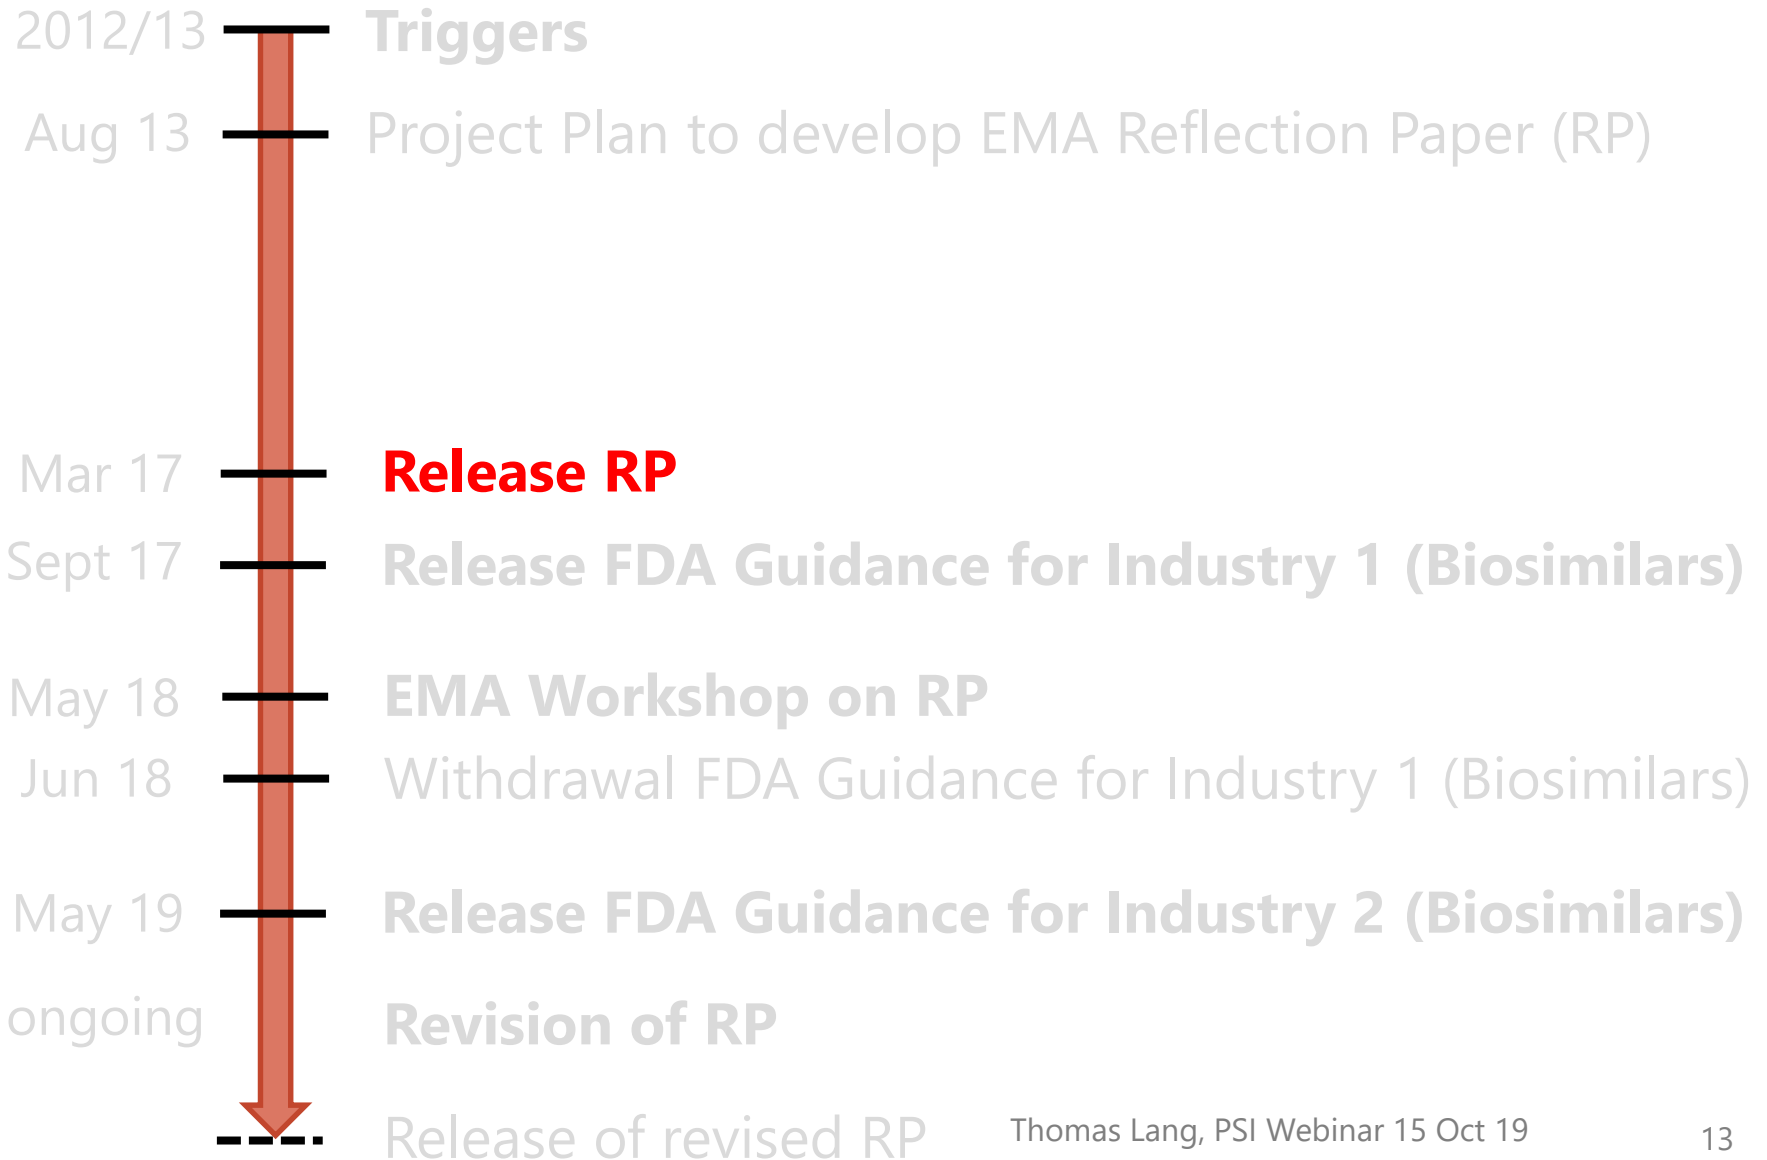 2012/13 Triggers
Aug 13 Project Plan to develop EMA Reflection Paper (RP)
Mar 17 Release RP
Sept 17 Release FDA Guidance for Industry 1 (Biosimilars)
May 18 EMA Workshop on RP
Jun 18 Withdrawal FDA Guidance for Industry 1 (Biosimilars)
May 19 Release FDA Guidance for Industry 2 (Biosimilars)
ongoing Revision of RP
Release of revised RP
Thomas Lang, PSI Webinar 15 Oct 19
13